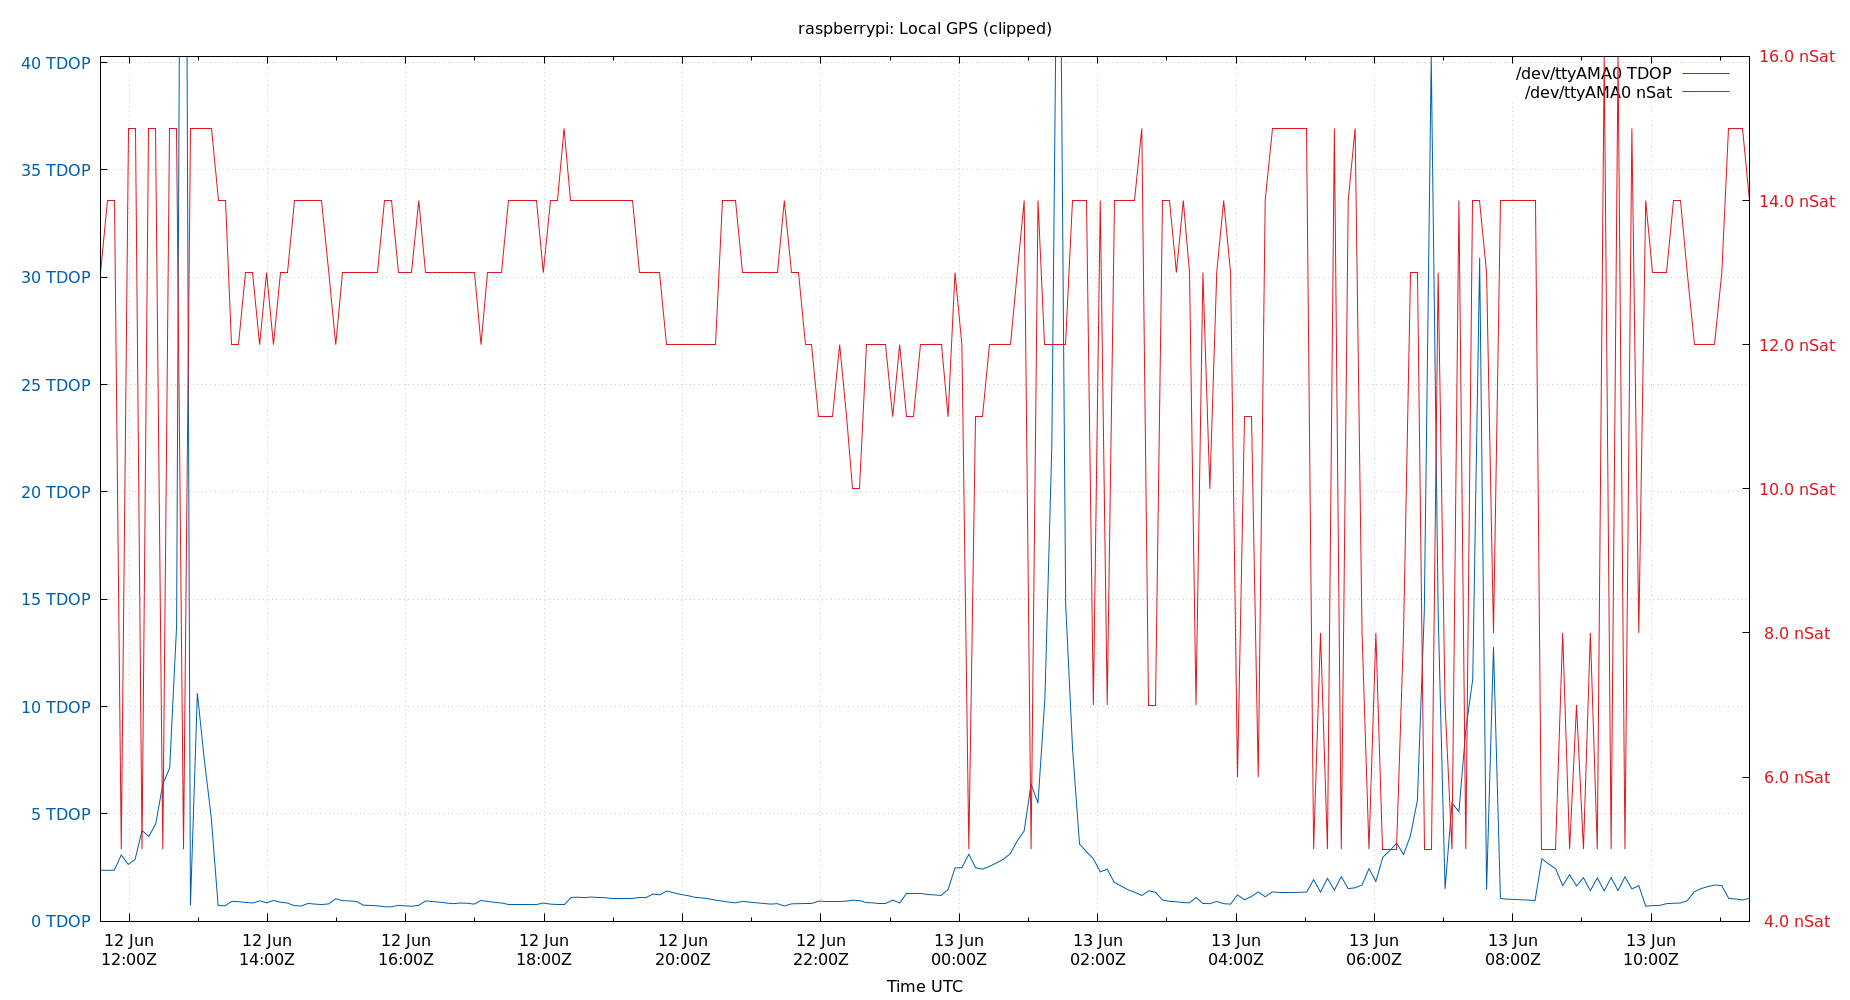 raspberrypi: Local GPS (clipped)
40 TDOP
35 TDOP
30 TDOP
25 TDOP
20 TDOP
15 TDOP
10 TDOP
5 TDOP
0 TDOP
16.0 nSat
14.0 nSat
12.0 nSat
10.0 nSat
8.0 nSat
6.0 nSat
4.0 nSat
/dev/ttyAMA0 TDOP
/dev/ttyAMA0 nSat
12 Jun 12 Jun 12 Jun 12 Jun 12 Jun 12 Jun 13 Jun 13 Jun 13 Jun 13 Jun 13 Jun 13 Jun
12:00Z 14:00Z 16:00Z 18:00Z 20:00Z 22:00Z 00:00Z 02:00Z 04:00Z 06:00Z 08:00Z 10:00Z
Time UTC